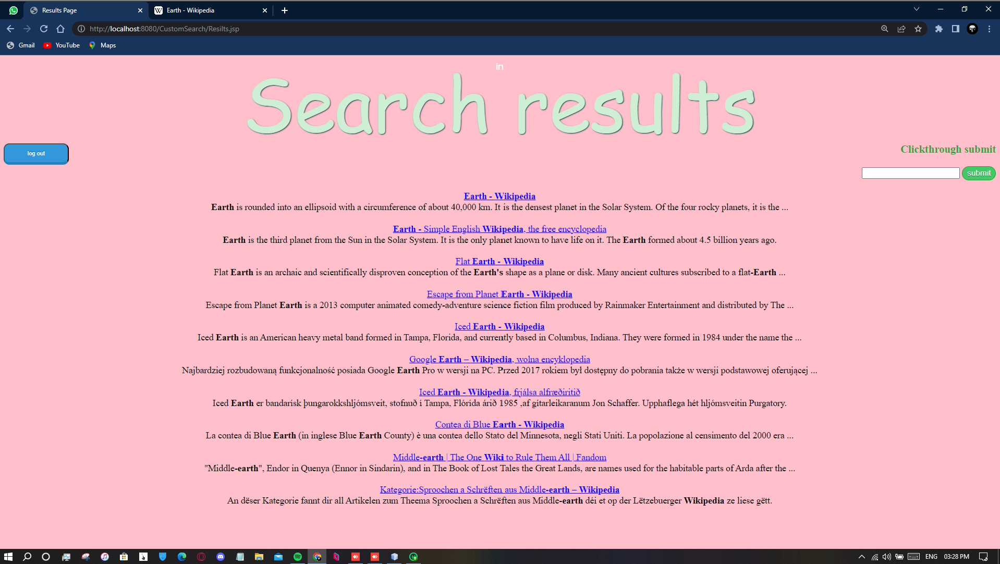 Results Page
Earth - Wikipedia
http://localhost:8080/CustomSearch/Resilts.jsp
Gmail
YouTube
Maps
in
Search results
log out
Clickthrough submit
submit
Earth - Wikipedia
Earth is rounded into an ellipsoid with a circumference of about 40,000 km. It is the densest planet in the Solar System. Of the four rocky planets, it is the ...
Earth - Simple English Wikipedia, the free encyclopedia
Earth is the third planet from the Sun in the Solar System. It is the only planet known to have life on it. The Earth formed about 4.5 billion years ago.
Flat Earth - Wikipedia
Flat Earth is an archaic and scientifically disproven conception of the Earth's shape as a plane or disk. Many ancient cultures subscribed to a flat-Earth ...
Escape from Planet Earth - Wikipedia
Escape from Planet Earth is a 2013 computer animated comedy-adventure science fiction film produced by Rainmaker Entertainment and distributed by The ...
Iced Earth - Wikipedia
Iced Earth is an American heavy metal band formed in Tampa, Florida, and currently based in Columbus, Indiana. They were formed in 1984 under the name the ...
Google Earth – Wikipedia, wolna encyklopedia
Najbardziej rozbudowaną funkcjonalność posiada Google Earth Pro w wersji na PC. Przed 2017 rokiem był dostępny do pobrania także w wersji podstawowej oferującej ...
Iced Earth - Wikipedia, frjálsa alfræðiritið
Iced Earth er bandarísk þungarokkshljómsveit, stofnuð í Tampa, Flórída árið 1985 ,af gítarleikaranum Jon Schaffer. Upphaflega hét hljómsveitin Purgatory.
Contea di Blue Earth - Wikipedia
La contea di Blue Earth (in inglese Blue Earth County) è una contea dello Stato del Minnesota, negli Stati Uniti. La popolazione al censimento del 2000 era ...
Middle-earth | The One Wiki to Rule Them All | Fandom
"Middle-earth", Endor in Quenya (Ennor in Sindarin), and in The Book of Lost Tales the Great Lands, are names used for the habitable parts of Arda after the ...
Kategorie:Sproochen a Schrëften aus Middle-earth – Wikipedia
An dëser Kategorie fannt dir all Artikelen zum Theema Sproochen a Schrëften aus Middle-earth déi et op der Lëtzebuerger Wikipedia ze liese gëtt.
ENG
03:28 PM